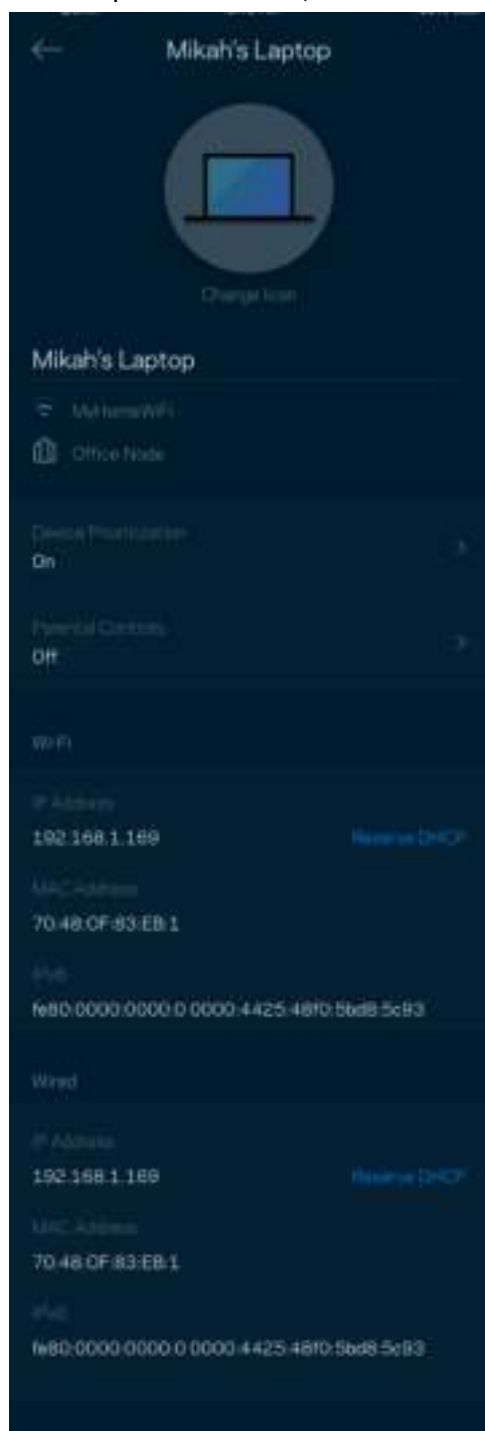 Mikah's Laptop
Change Icon
Mikah's Laptop
MyHomeWiFi
Office Node
Device Prioritization
On
Parental Controls
Off
Wi-Fi
IP Address
192.168.1.169
Reserve DHCP
MAC Address
70:48:0F:83:EB:1
IPv6
fe80:0000:0000:0:0000:4425:48f0:5bd8:5c93
Wired
IP Address
192.168.1.169
Reserve DHCP
MAC Address
70:48:0F:83:EB:1
IPv6
fe80:0000:0000:0:0000:4425:48f0:5bd8:5c93